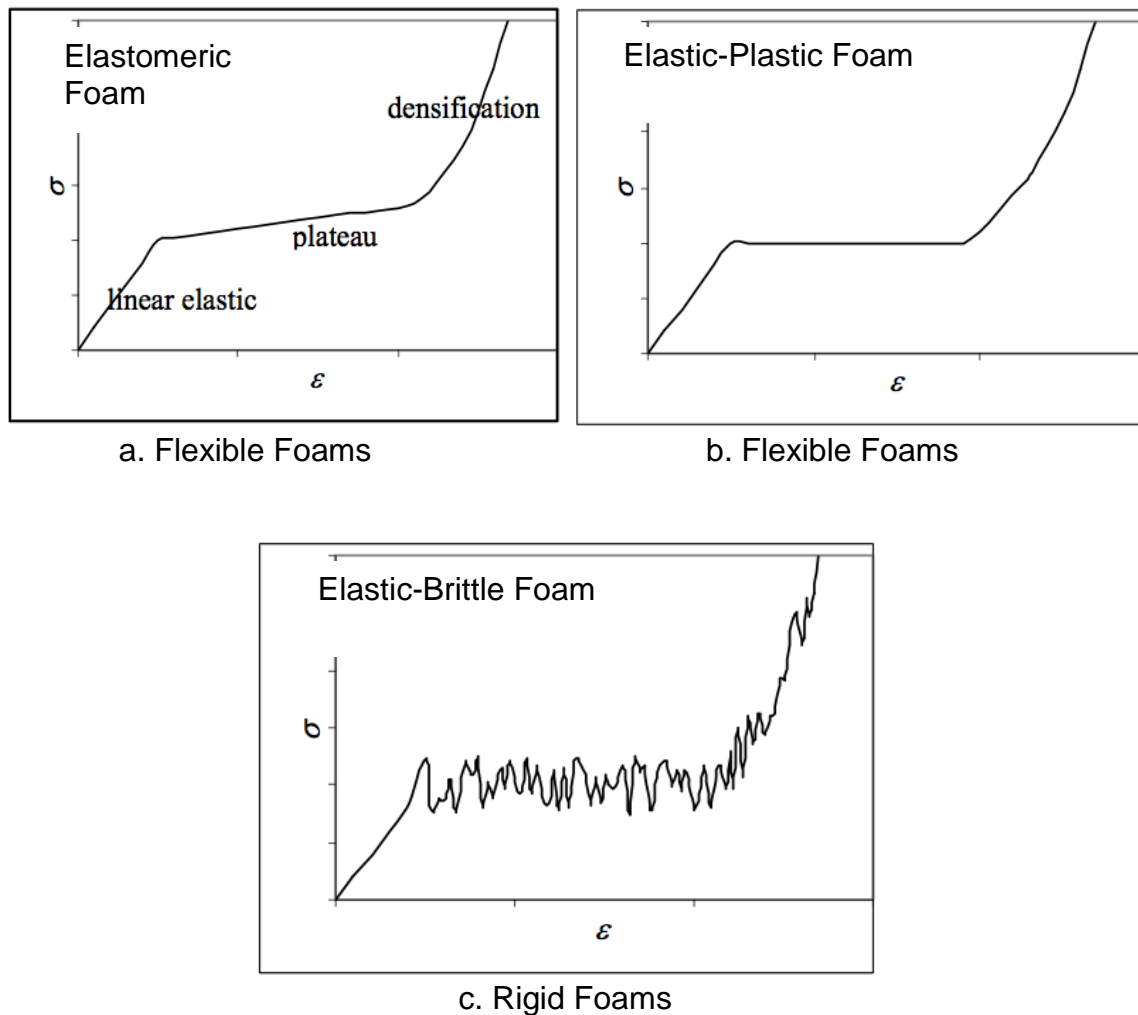 Elastomeric
Foam
densification
σ
plateau
linear elastic
ε
a. Flexible Foams
Elastic-Plastic Foam
σ
ε
b. Flexible Foams
Elastic-Brittle Foam
σ
ε
c. Rigid Foams